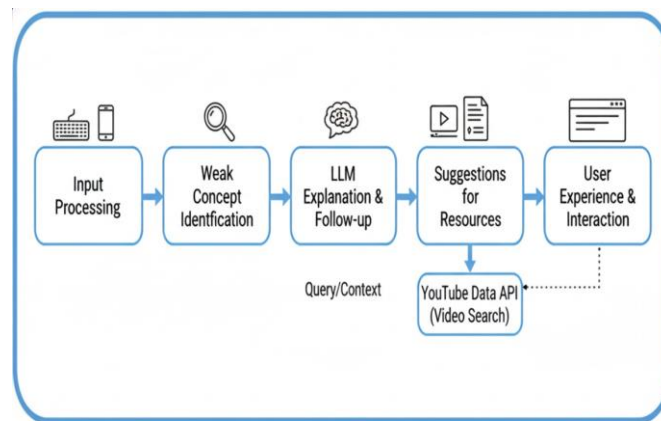 Input
Processing
Weak
Concept
Identfication
LLM
Explanation &
Follow-up
Suggestions
for
Resources
User
Experience &
Interaction
Query/Context
YouTube Data API
(Video Search)